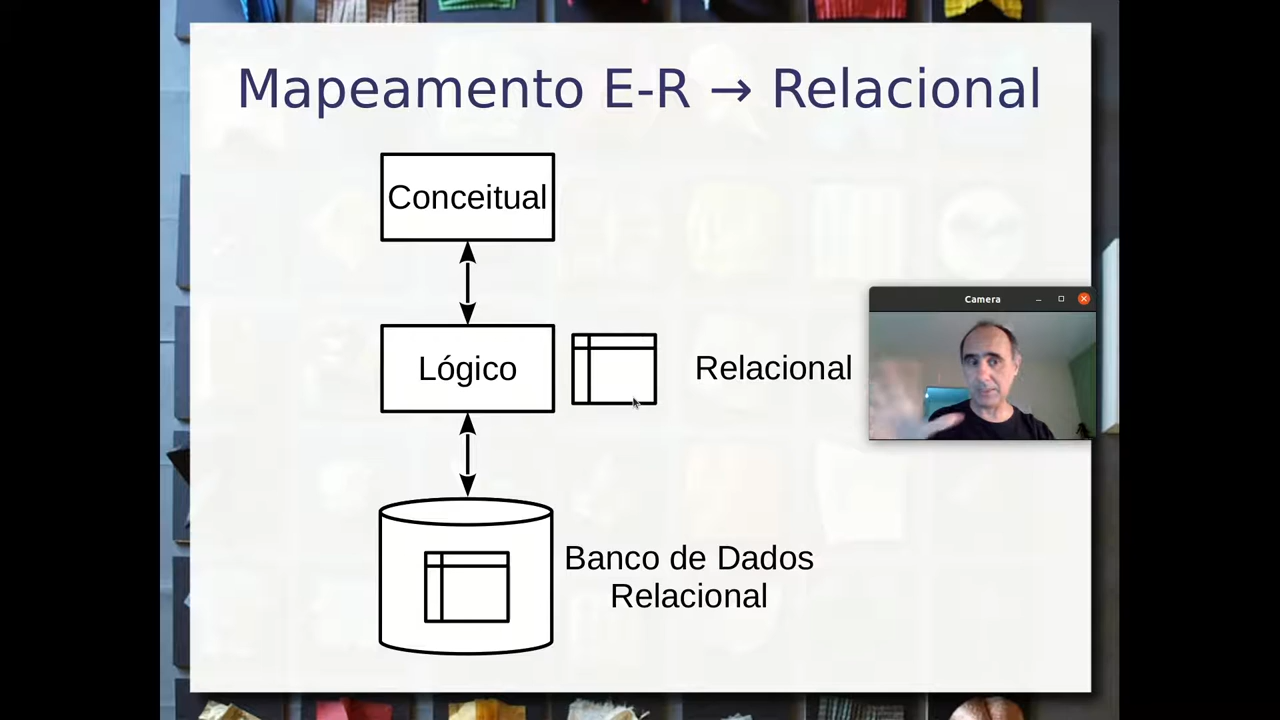 Mapeamento E-R → Relacional
Conceitual
Lógico
Relacional
Camera
Banco de Dados
Relacional